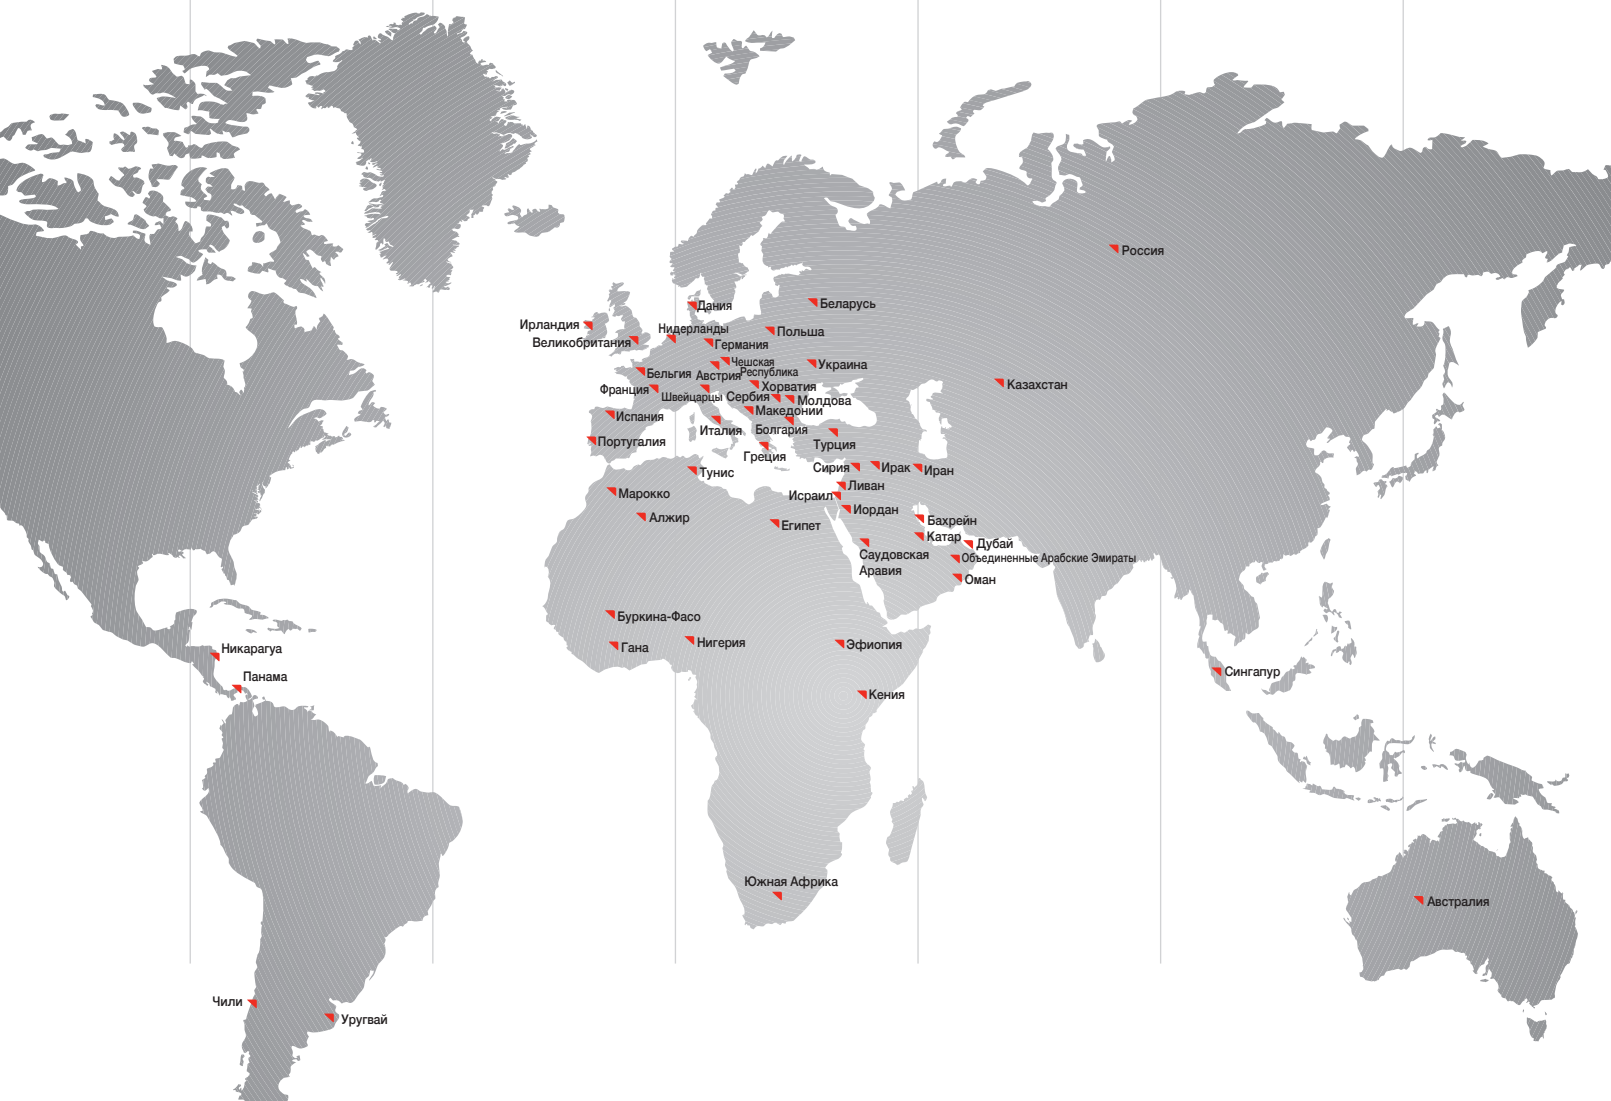 Россия
Дания
Беларусь
Ирландия
Нидерланды
Польша
Великобритания
Германия
Чешская
Республика
Украина
Бельгия
Австрия
Казахстан
Франция
Хорватия
Швейцарцы
Сербия
Молдова
Македонии
Испания
Италия
Болгария
Португалия
Турция
Греция
Тунис
Сирия
Ирак
Иран
Ливан
Марокко
Исраил
Иордан
Алжир
Египет
Бахрейн
Катар
Дубай
Саудовская
Аравия
Объединенные Арабские Эмираты
Оман
Буркина-Фасо
Нигерия
Гана
Эфиопия
Никарагуа
Сингапур
Панама
Кения
Южная Африка
Австралия
Чили
Уругвай